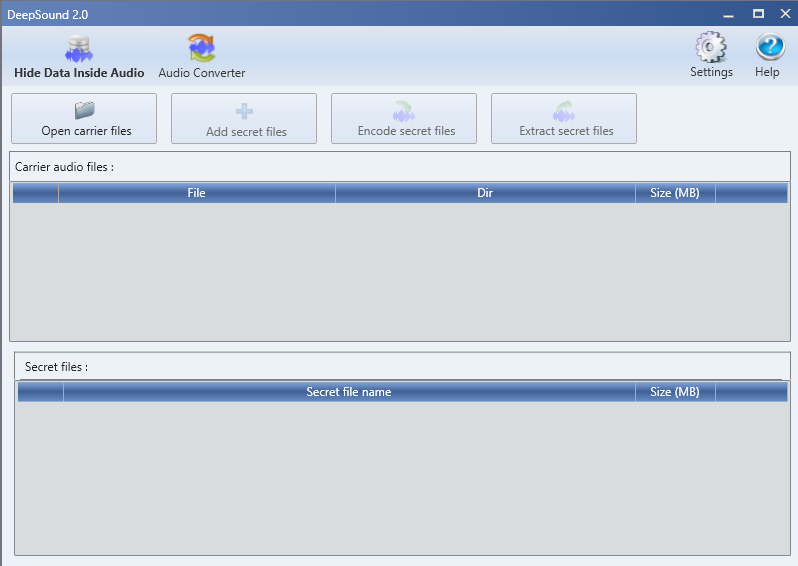 DeepSound 2.0
Hide Data Inside Audio Audio Converter Settings Help
Open carrier files Add secret files Encode secret files Extract secret files
Carrier audio files :
File Dir Size (MB)
Secret files :
Secret file name Size (MB)